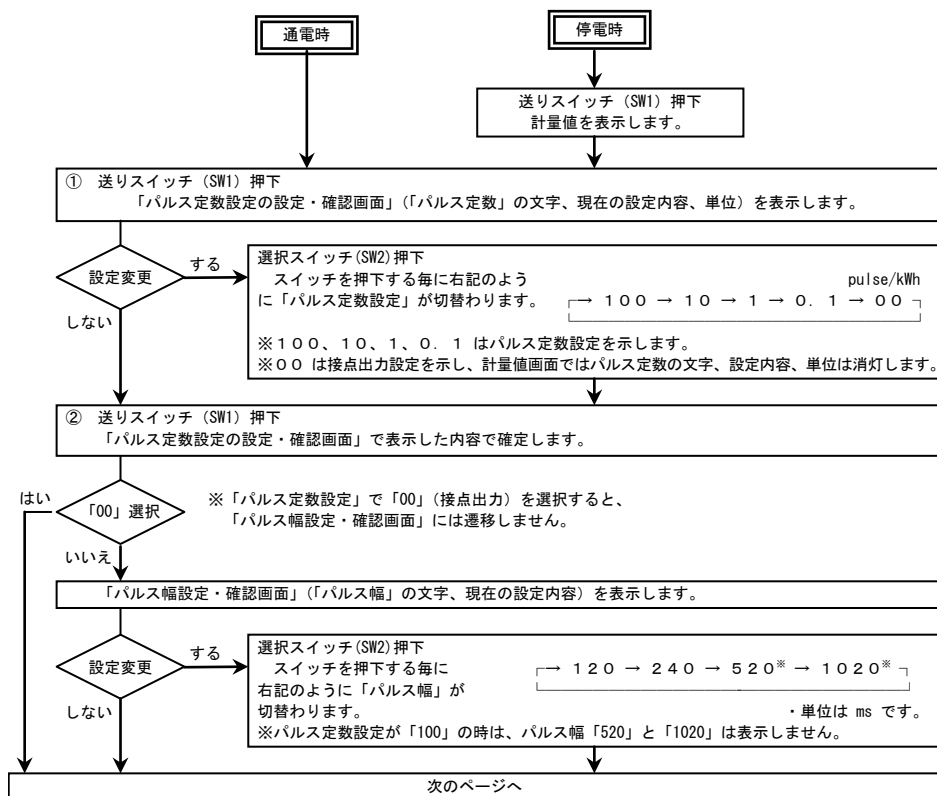 通電時
停電時
送りスイッチ（SW1）押下
計量値を表示します。
① 送りスイッチ（SW1）押下
「パルス定数設定の設定・確認画面」（「パルス定数」の文字、現在の設定内容、単位）を表示します。
設定変更
する
しない
選択スイッチ(SW2)押下
スイッチを押下する毎に右記のよう
に「パルス定数設定」が切替わります。
pulse/kWh
→ １００ → １０ → １ → ０．１ → ００
※１００、１０、１、０．１ はパルス定数設定を示します。
※００ は接点出力設定を示し、計量値画面ではパルス定数の文字、設定内容、単位は消灯します。
② 送りスイッチ（SW1）押下
「パルス定数設定の設定・確認画面」で表示した内容で確定します。
はい
「00」選択
いいえ
※「パルス定数設定」で「00」（接点出力）を選択すると、
「パルス幅設定・確認画面」には遷移しません。
「パルス幅設定・確認画面」（「パルス幅」の文字、現在の設定内容）を表示します。
設定変更
する
しない
選択スイッチ(SW2)押下
スイッチを押下する毎に
右記のように「パルス幅」が
切替わります。
→ １２０ → ２４０ → ５２０※ → １０２０※
・単位は ms です。
※パルス定数設定が「100」の時は、パルス幅「520」と「1020」は表示しません。
次のページへ